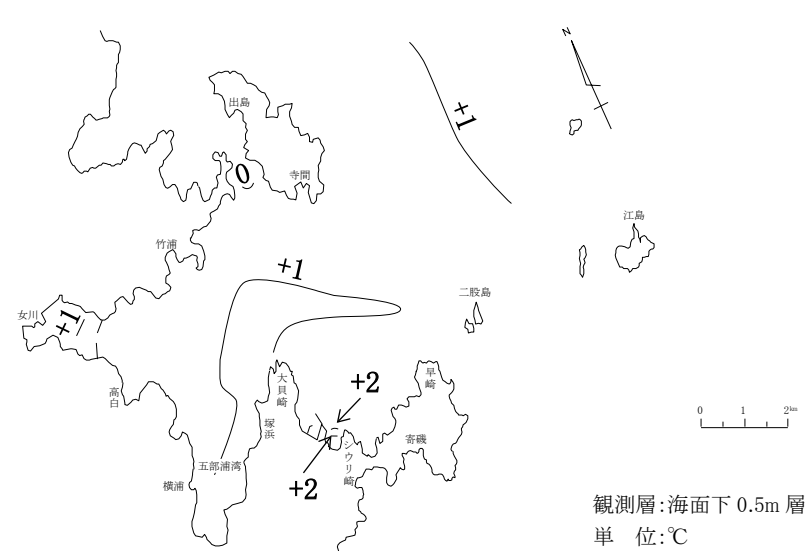 N
出島
+1
0
寺間
江島
竹浦
+1
二股島
女川
+1
大貝崎
早崎
+2
高白
塚浜
0 1 2km
寄磯
シウリ崎
五部浦湾
横浦
+2
観測層:海面下 0.5m 層
単 位:℃